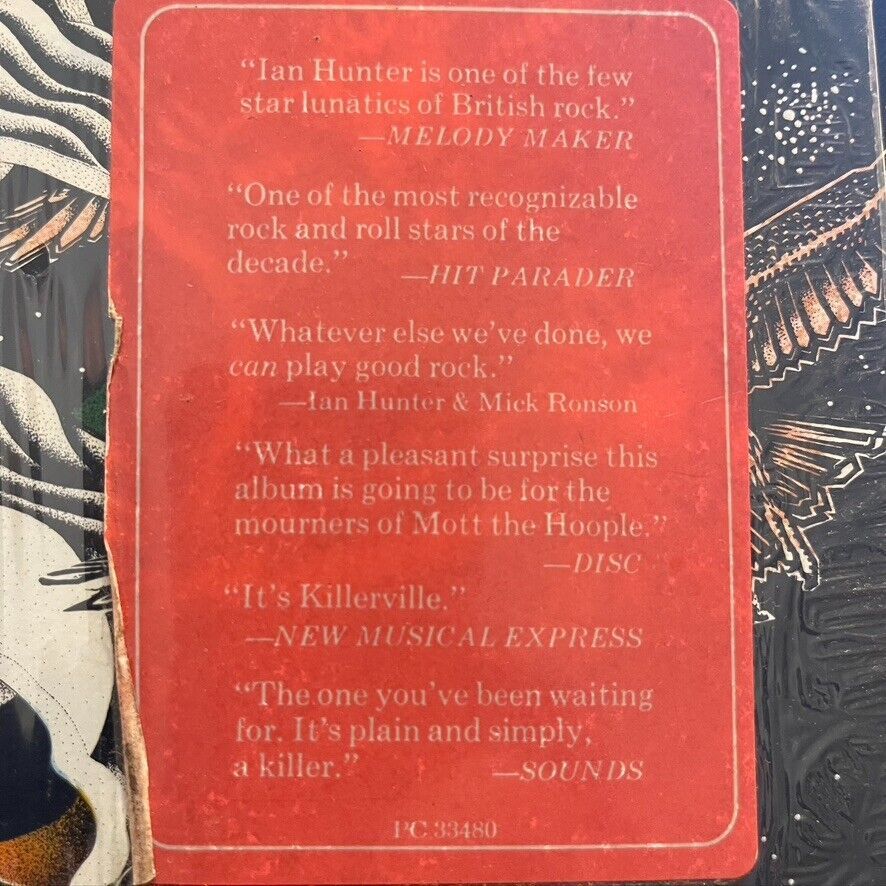 “Ian Hunter is one of the few
star lunatics of British rock.”
—MELODY MAKER
“One of the most recognizable
rock and roll stars of the
decade.”
—HIT PARADER
“Whatever else we've done, we
can play good rock.”
—Ian Hunter & Mick Ronson
“What a pleasant surprise this
album is going to be for the
mourners of Mott the Hoople.”
—DISC
“It's Killerville.”
—NEW MUSICAL EXPRESS
“The one you've been waiting
for. It's plain and simply,
a killer.”
—SOUNDS
PC 33480